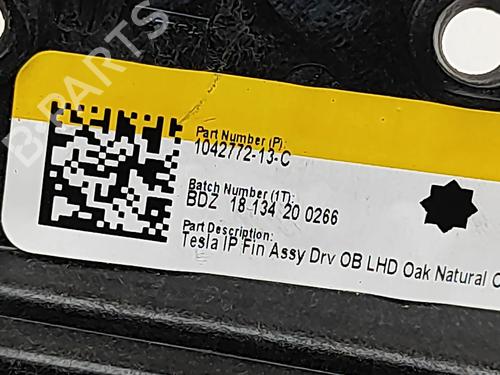 B-PARTS
Part Number (P):
1042772-13-C
Batch Number (1T):
BDZ 18 134 20 0266
Part Description:
Tesla IP Fin Assy Drv OB LHD Oak Natural